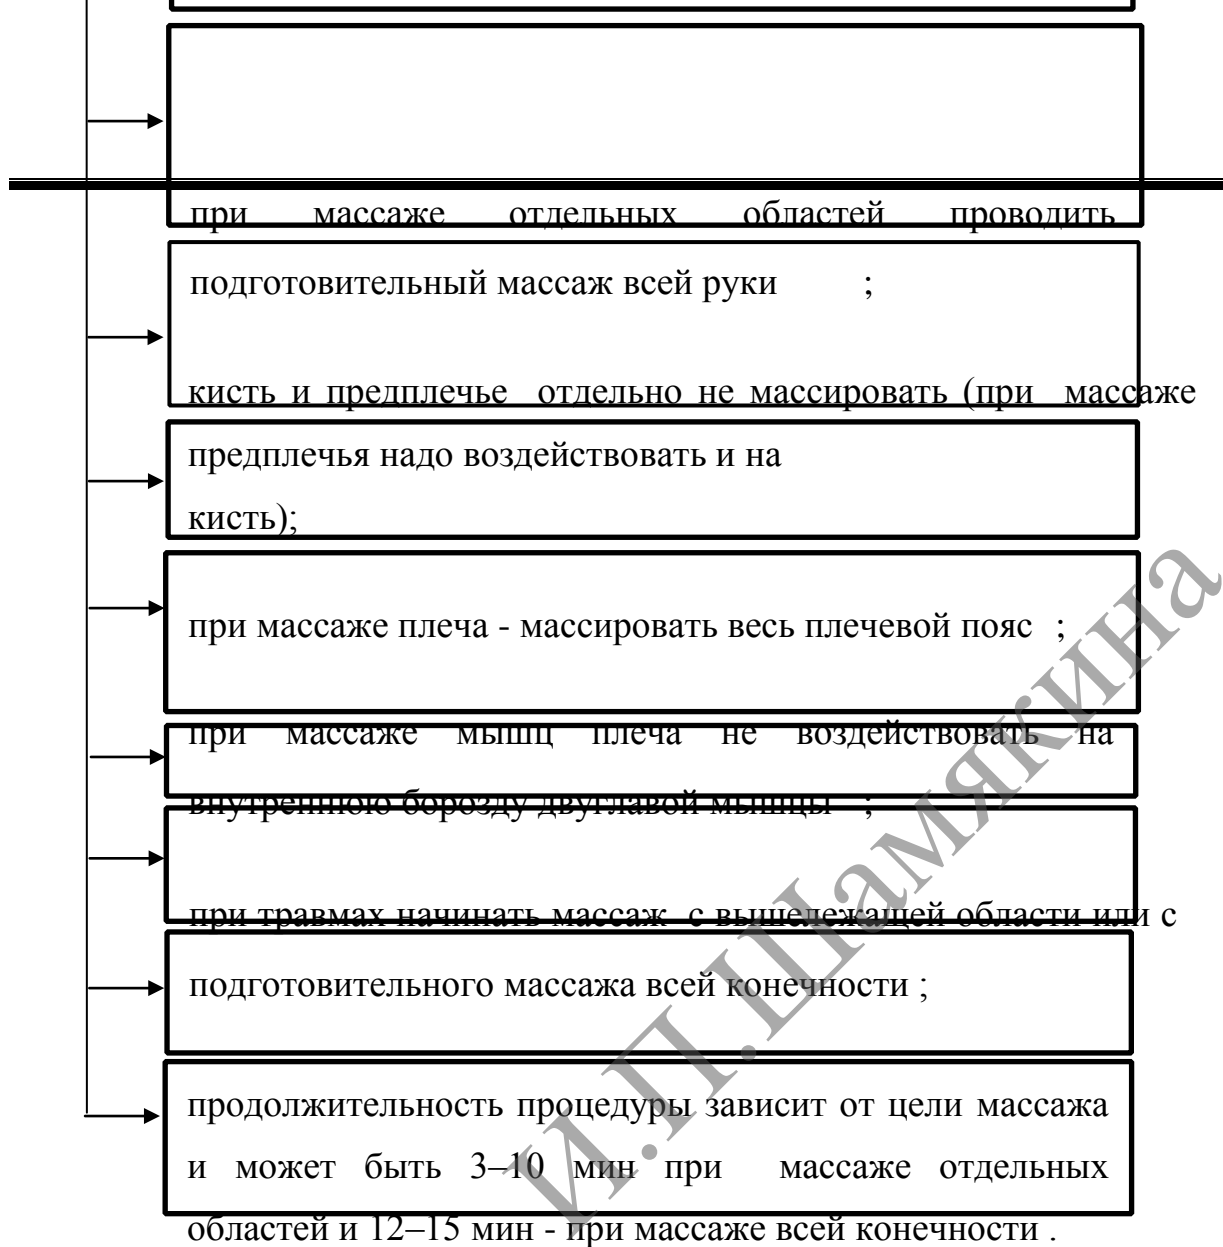 при массаже отдельных областей проводить
подготовительный массаж всей руки ;
кисть и предплечье отдельно не массировать (при массаже
предплечья надо воздействовать и на
кисть);
при массаже плеча - массировать весь плечевой пояс ;
при массаже мышц плеча не воздействовать на
внутреннюю борозду двуглавой мышцы ;
при травмах начинать массаж с вышележащей области или с
подготовительного массажа всей конечности ;
продолжительность процедуры зависит от цели массажа
и может быть 3–10 мин при массаже отдельных
областей и 12–15 мин - при массаже всей конечности .
И.П.Шамякина